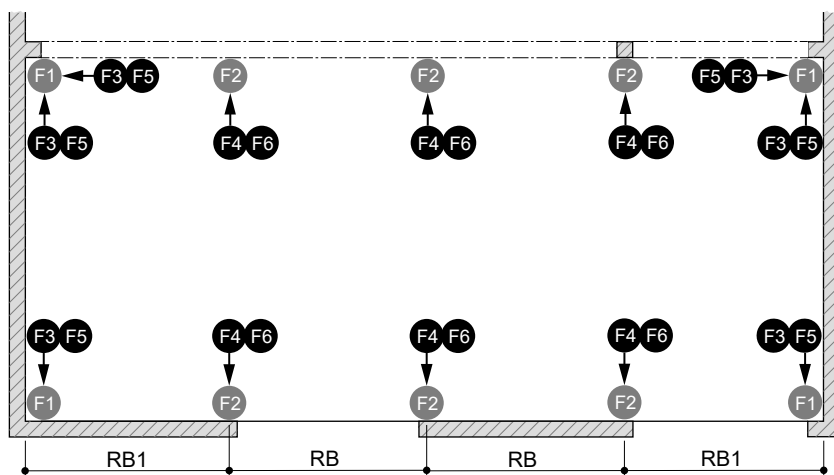 F1 F3 F5 F2 F2 F2 F5 F3 F1
F3 F5 F4 F6 F4 F6 F4 F6 F3 F5
F3 F5 F4 F6 F4 F6 F4 F6 F3 F5
F1 F2 F2 F2 F1
RB1 RB RB RB1